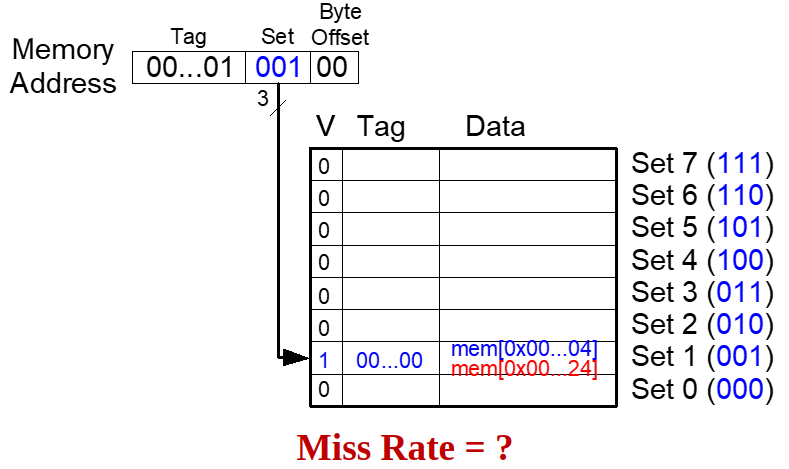 Byte
Tag Set Offset
Memory Address 00...01 001 00
3
V Tag Data
0 Set 7 (111)
0 Set 6 (110)
0 Set 5 (101)
0 Set 4 (100)
0 Set 3 (011)
0 Set 2 (010)
1 00...00 mem[0x00...04] Set 1 (001)
mem[0x00...24]
0 Set 0 (000)
Miss Rate = ?